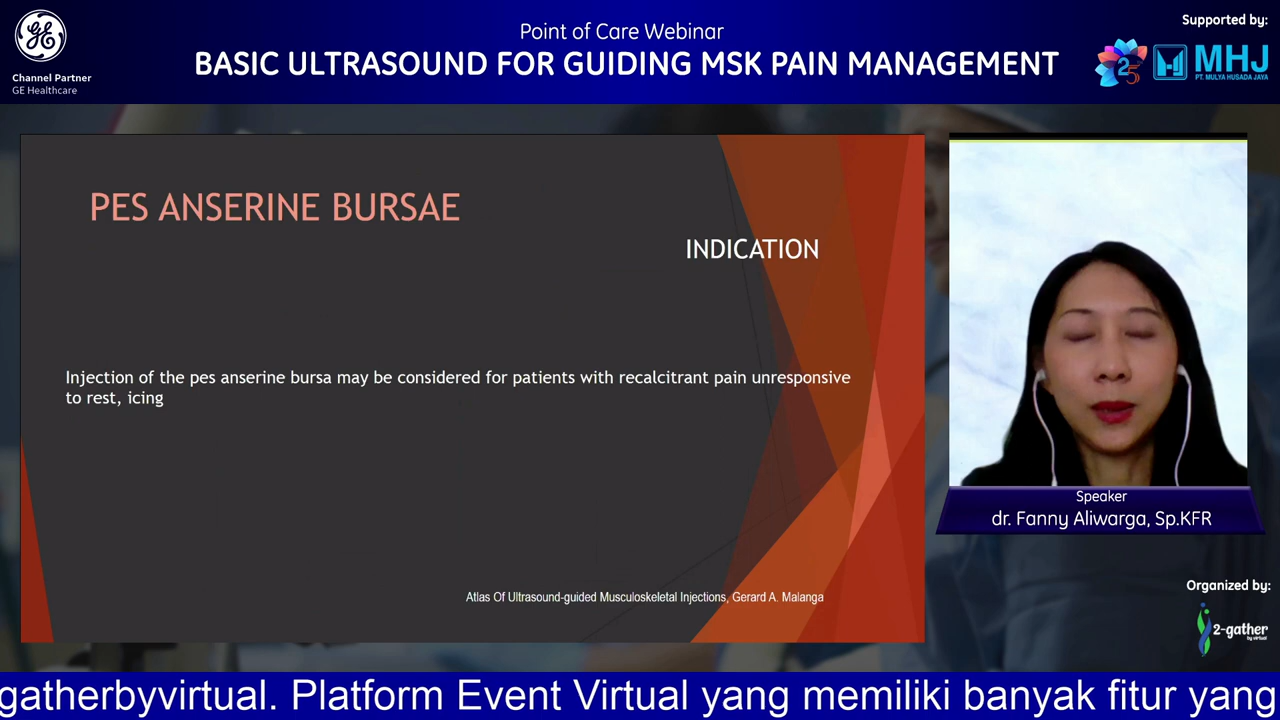 Point of Care Webinar
BASIC ULTRASOUND FOR GUIDING MSK PAIN MANAGEMENT
Channel Partner
GE Healthcare
Supported by:
25
MHJ
PT. MULYA HUSADA JAYA
PES ANSERINE BURSAE
INDICATION
Injection of the pes anserine bursa may be considered for patients with recalcitrant pain unresponsive
to rest, icing
Atlas Of Ultrasound-guided Musculoskeletal Injections, Gerard A. Malanga
Speaker
dr. Fanny Aliwarga, Sp.KFR
Organized by:
2-gather
by virtual
gatherbyvirtual. Platform Event Virtual yang memiliki banyak fitur yang